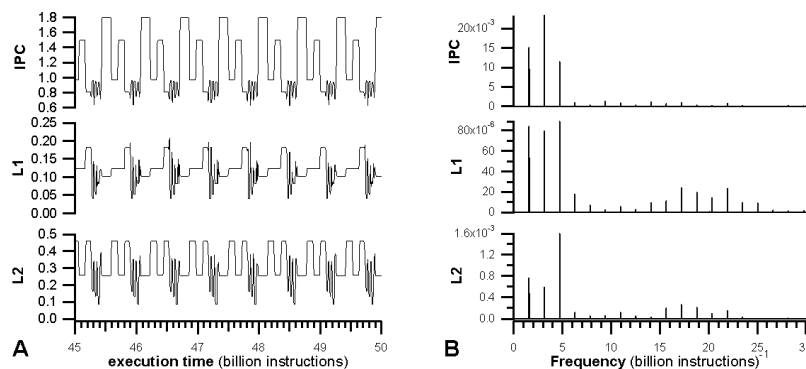 IPC
1.8
1.6
1.4
1.2
1.0
0.8
0.6
L1
0.25
0.20
0.15
0.10
0.05
0.00
L2
0.5
0.4
0.3
0.2
0.1
0.0
45 46 47 48 49 50
A execution time (billion instructions)
IPC
20x10-3
15
10
5
0
L1
80x10-6
60
40
20
0
L2
1.6x10-3
1.2
0.8
0.4
0.0
0 5 10 15 20 25 30
B Frequency (billion instructions)-1